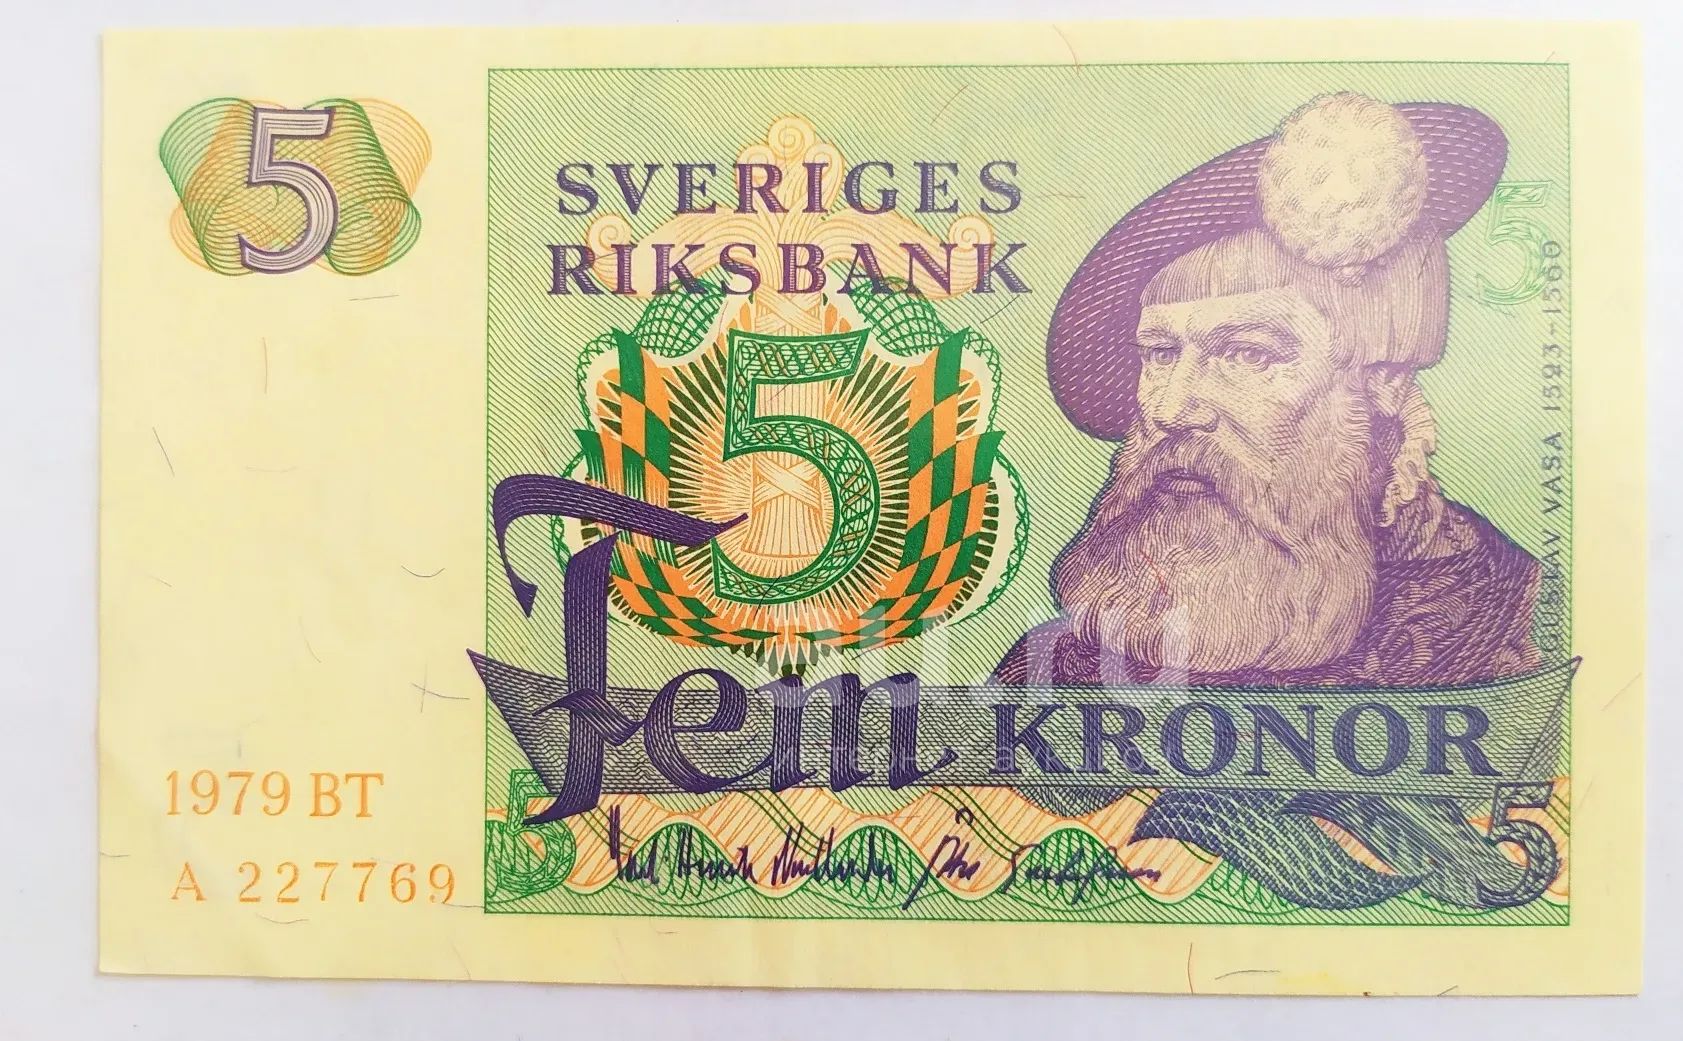 5
SVERIGES
RIKSBANK
5
5
GUSTAV VASA 1523-1560
Fem KRONOR
1979 BT
A 227769
5
5